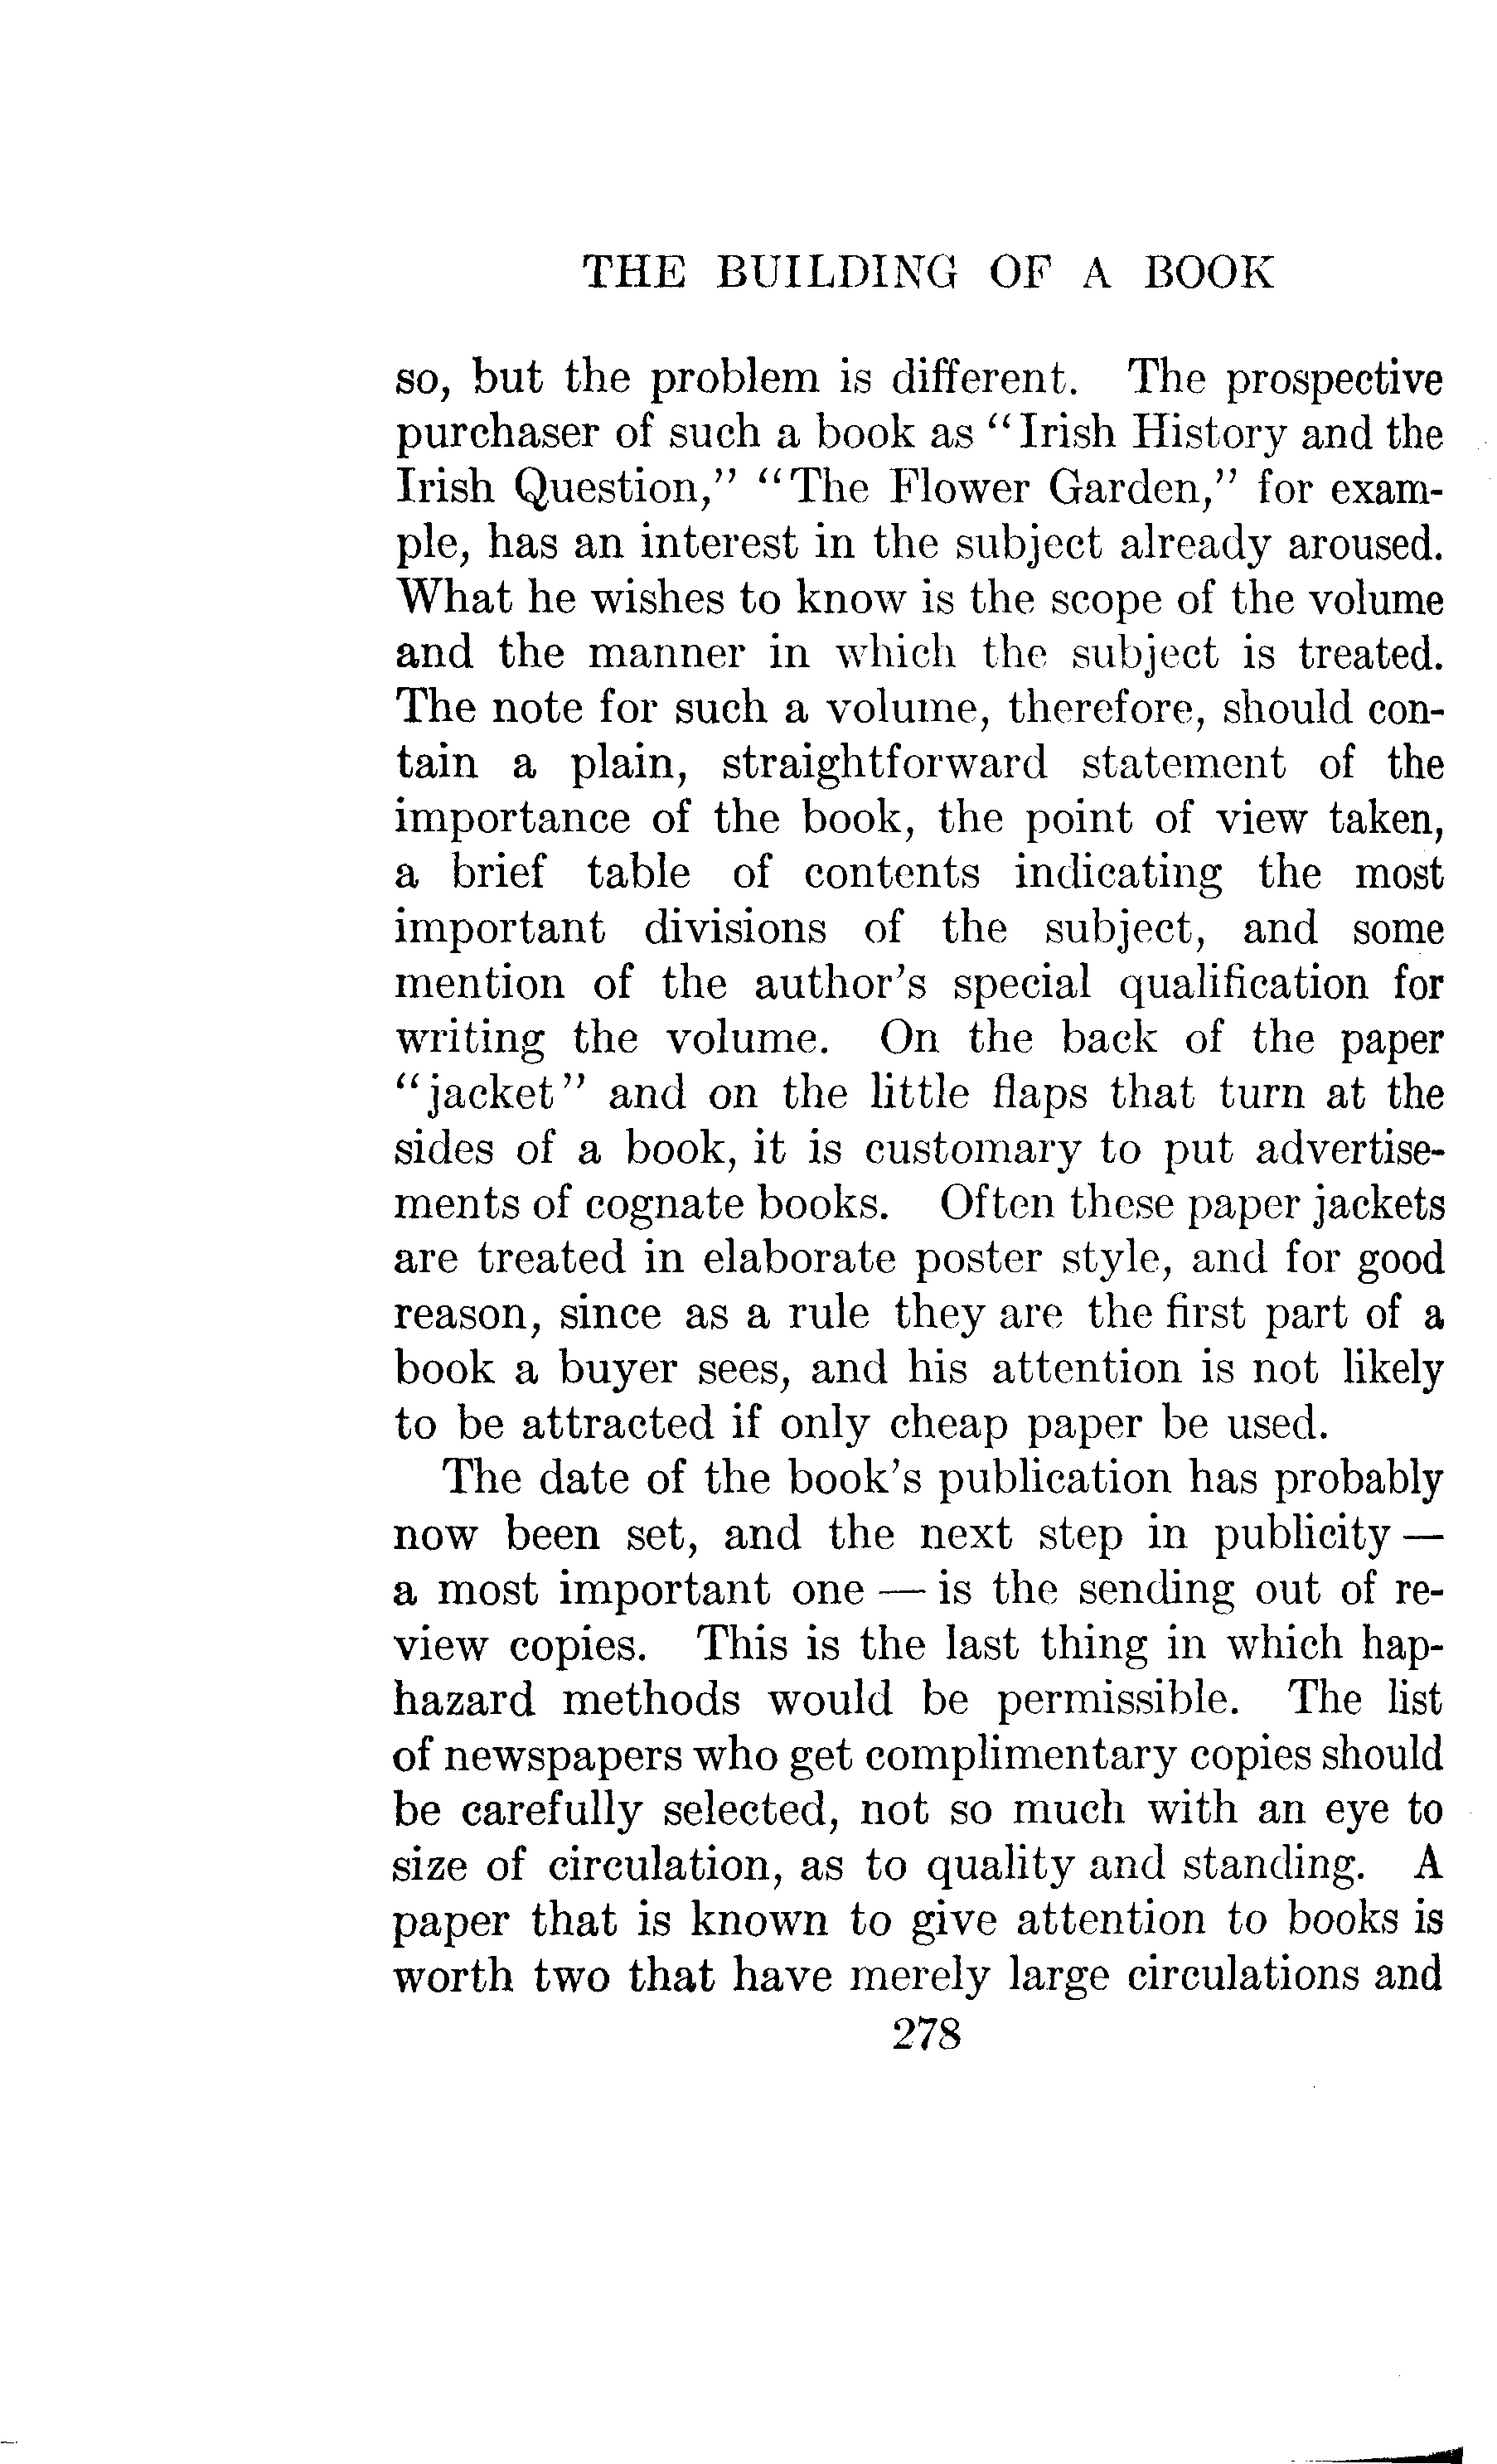 THE BUILDING OF A BOOK
so, but the problem is different. The prospective
purchaser of such a book as "Irish History and the
Irish Question," "The Flower Garden," for exam-
ple, has an interest in the subject already aroused.
What he wishes to know is the scope of the volume
and the manner in which the subject is treated.
The note for such a volume, therefore, should con-
tain a plain, straightforward statement of the
importance of the book, the point of view taken,
a brief table of contents indicating the most
important divisions of the subject, and some
mention of the author's special qualification for
writing the volume. On the back of the paper
"jacket" and on the little flaps that turn at the
sides of a book, it is customary to put advertise-
ments of cognate books. Often these paper jackets
are treated in elaborate poster style, and for good
reason, since as a rule they are the first part of a
book a buyer sees, and his attention is not likely
to be attracted if only cheap paper be used.
The date of the book's publication has probably
now been set, and the next step in publicity —
a most important one — is the sending out of re-
view copies. This is the last thing in which hap-
hazard methods would be permissible. The list
of newspapers who get complimentary copies should
be carefully selected, not so much with an eye to
size of circulation, as to quality and standing. A
paper that is known to give attention to books is
worth two that have merely large circulations and
278